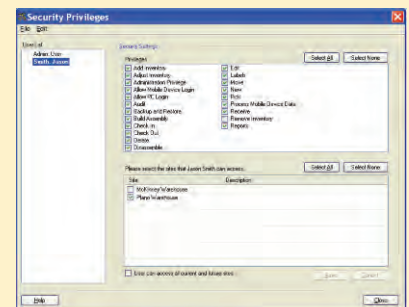 Security Privileges
File Edit
User List
Admin, User
Smith, Jason
Security Settings
Privileges
Select All
Select None
Add Inventory
Adjust Inventory
Administration Privilege
Allow Mobile Device Login
Allow PC Login
Audit
Backup and Restore
Build Assembly
Check In
Check Out
Delete
Disassemble
Edit
Labels
Move
New
Pick
Process Mobile Device Data
Receive
Remove Inventory
Reports
Please select the sites that Jason Smith can access.
Select All
Select None
Site
Description
McKinney Warehouse
Plano Warehouse
User can access all current and future sites
Help
Close